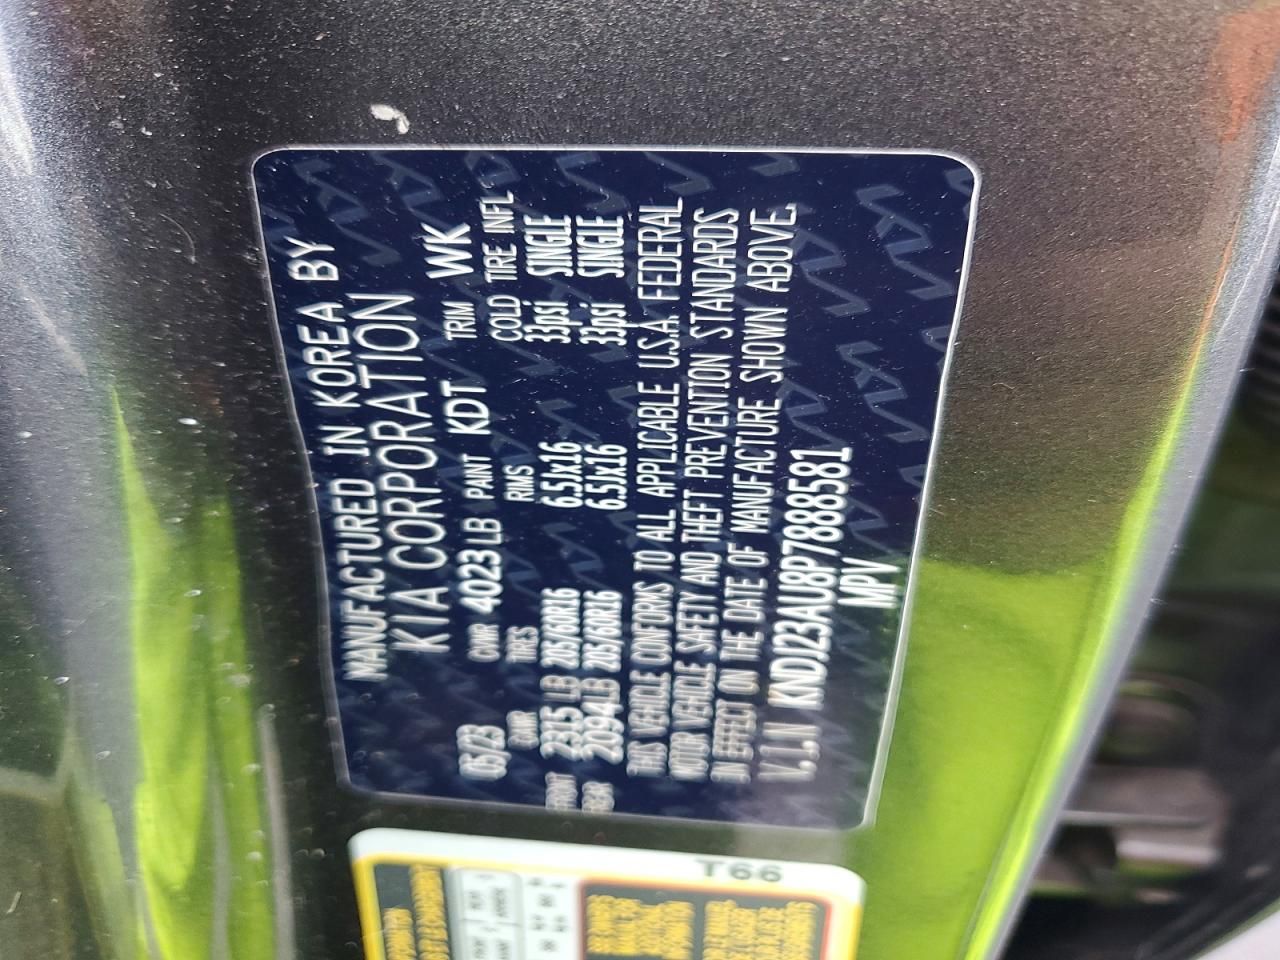 MANUFACTURED IN KOREA BY
KIA CORPORATION
05/23 GVWR 4023LB PAINT KDT TRIM WK
GAWR TIRES RIMS COLD TIRE INFL
FRONT 2315 LB 205/60R16 6.5Jx16 33psi SINGLE
REAR 2094LB 205/60R16 6.5Jx16 33psi SINGLE
THIS VEHICLE CONFORMS TO ALL APPLICABLE U.S.A. FEDERAL
MOTOR VEHICLE SAFETY AND THEFT PREVENTION STANDARDS
IN EFFECT ON THE DATE OF MANUFACTURE SHOWN ABOVE.
V.I.N KNDJ23AU8P7888581
MPV
T66